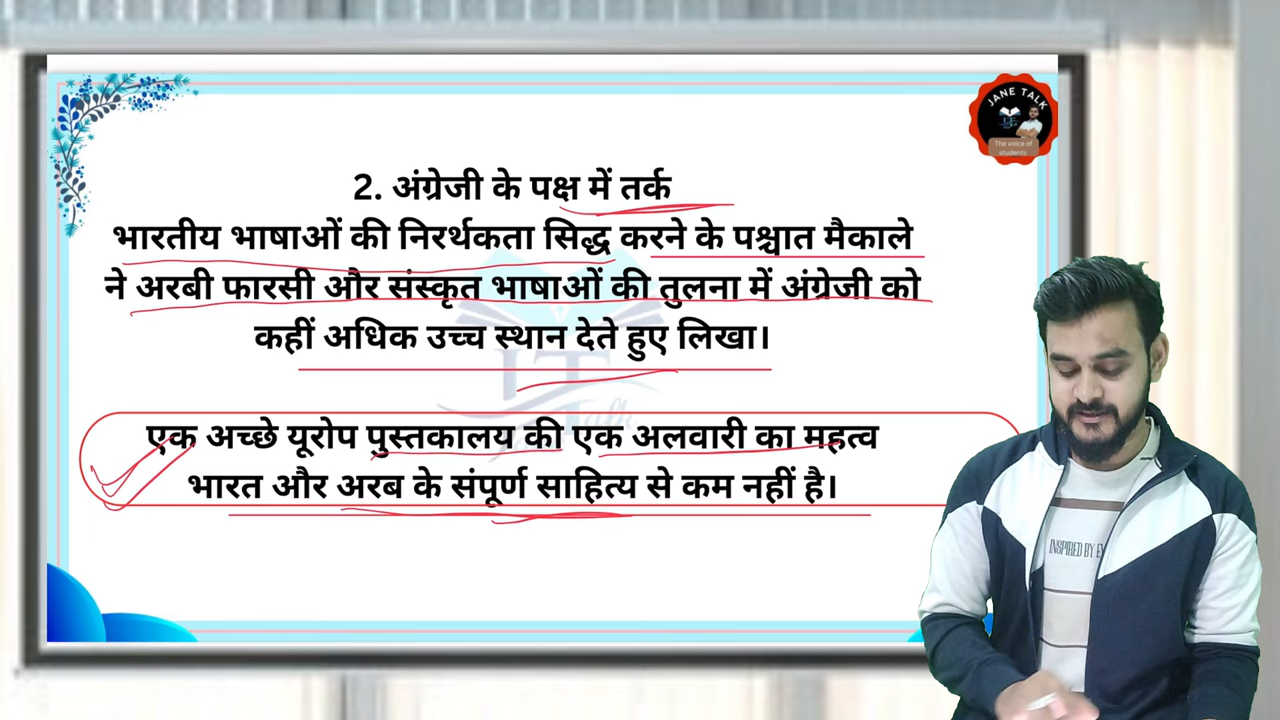 JANE TALK
The voice of
students
2. अंग्रेजी के पक्ष में तर्क
भारतीय भाषाओं की निरर्थकता सिद्ध करने के पश्चात मैकाले
ने अरबी फारसी और संस्कृत भाषाओं की तुलना में अंग्रेजी को
कहीं अधिक उच्च स्थान देते हुए लिखा।
एक अच्छे यूरोप पुस्तकालय की एक अलवारी का महत्व
भारत और अरब के संपूर्ण साहित्य से कम नहीं है।
INSPIRED BY